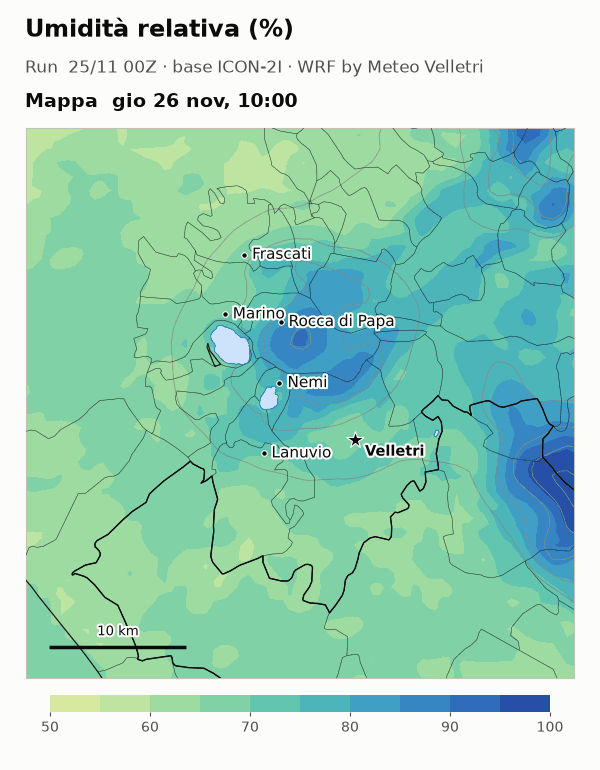 Umidità relativa (%)
Run  25/11 00Z · base ICON-2I · WRF by Meteo Velletri
Mappa  gio 26 nov, 10:00
Frascati
Marino
Rocca di Papa
Nemi
Velletri
Lanuvio
10 km
50 60 70 80 90 100